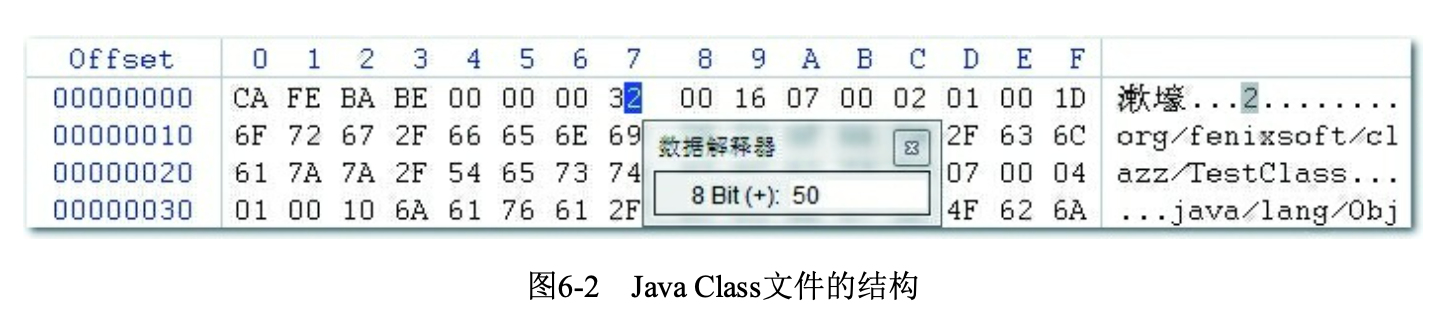 Offset 0 1 2 3 4 5 6 7 8 9 A B C D E F
00000000 CA FE BA BE 00 00 00 32 00 16 07 00 02 01 00 1D 漱壕...2........
00000010 6F 72 67 2F 66 65 6E 69 2F 63 6C org/fenixsoft/cl
数据解释器
00000020 61 7A 7A 2F 54 65 73 74 07 00 04 azz/TestClass...
8 Bit (+): 50
00000030 01 00 10 6A 61 76 61 2F 4F 62 6A ...java/lang/Obj
图6-2 Java Class文件的结构